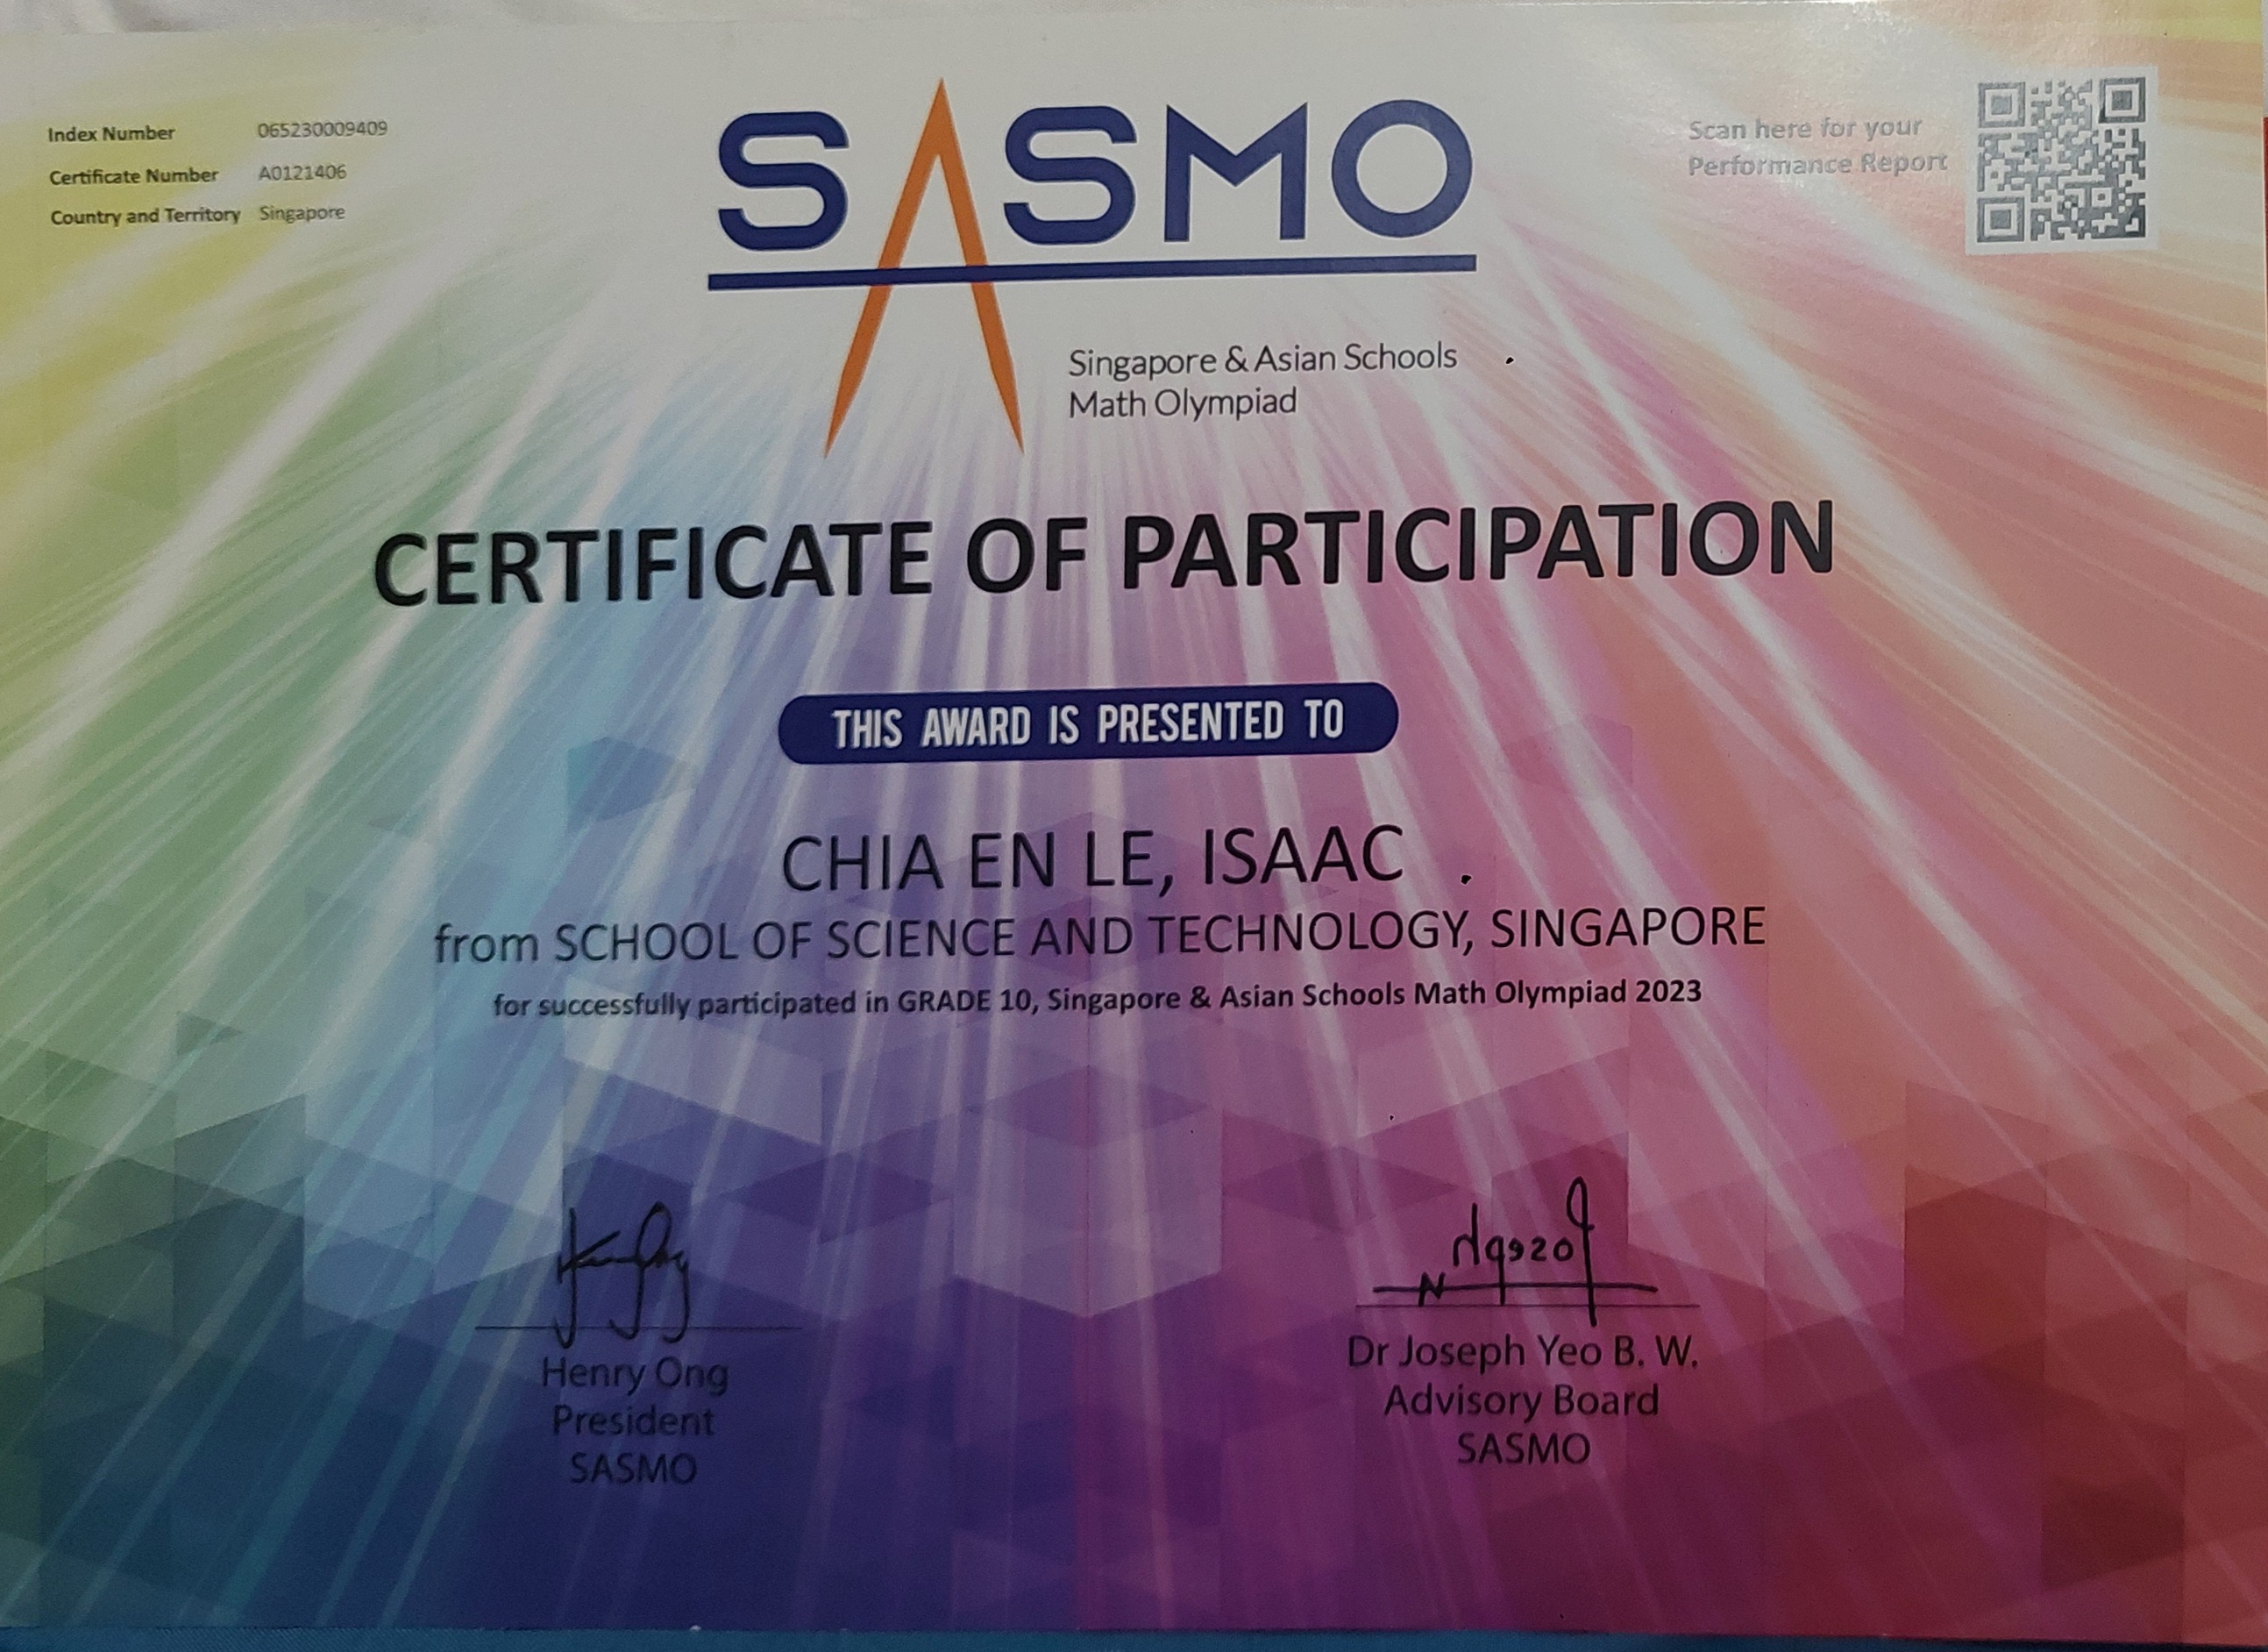 Index Number 065230009409
Certificate Number A0121406
Country and Territory Singapore
SASMO
Singapore & Asian Schools
Math Olympiad
Scan here for your
Performance Report
CERTIFICATE OF PARTICIPATION
THIS AWARD IS PRESENTED TO
CHIA EN LE, ISAAC
from SCHOOL OF SCIENCE AND TECHNOLOGY, SINGAPORE
for successfully participated in GRADE 10, Singapore & Asian Schools Math Olympiad 2023
Henry Ong
President
SASMO
Dr Joseph Yeo B. W.
Advisory Board
SASMO